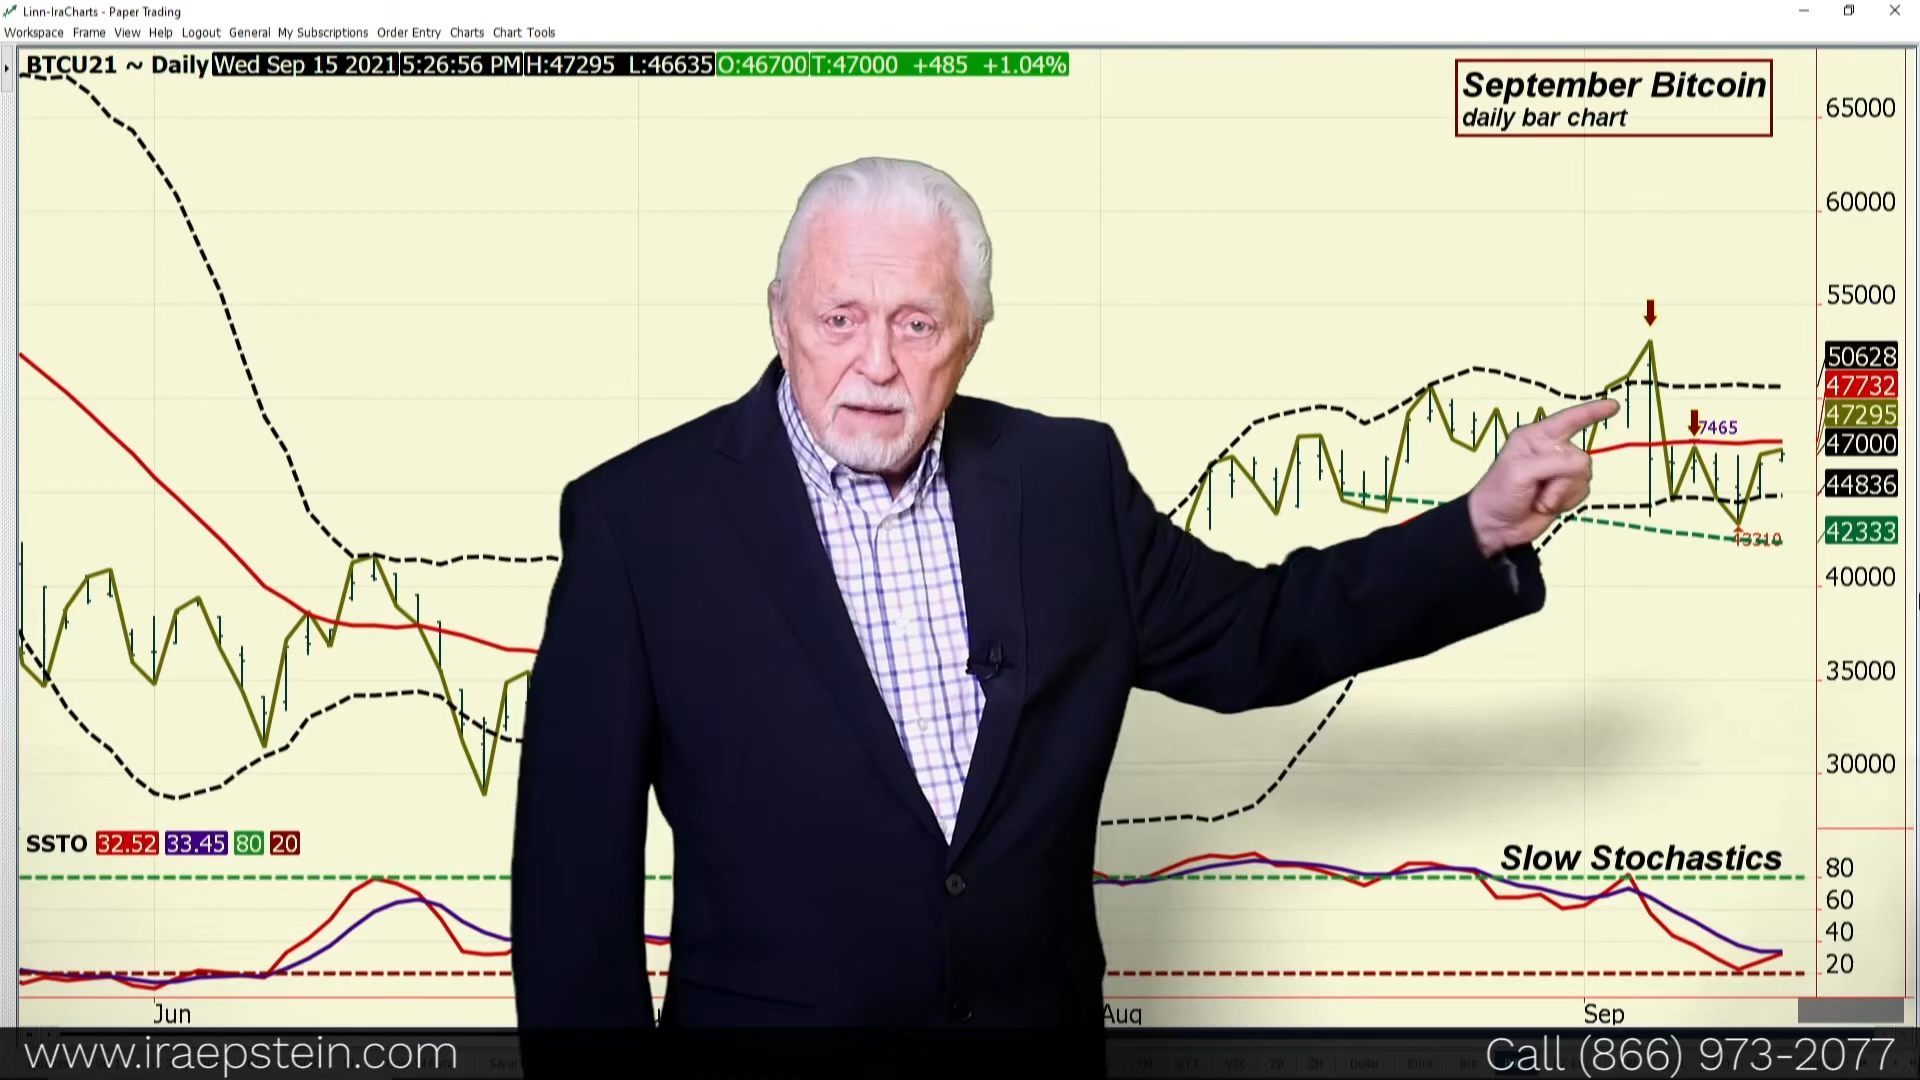 Linn-IraCharts - Paper Trading
Workspace Frame View Help Logout General My Subscriptions Order Entry Charts Chart Tools
BTCU21 ~ Daily Wed Sep 15 2021 5:26:56 PM H:47295 L:46635 O:46700 T:47000 +485 +1.04%
September Bitcoin
daily bar chart
65000
60000
55000
50628
47732
47295
7465
47000
44836
42333
43310
40000
35000
30000
SSTO 32.52 33.45 80 20
Slow Stochastics
80
60
40
20
Jun
Aug
Sep
www.iraepstein.com
Call (866) 973-2077